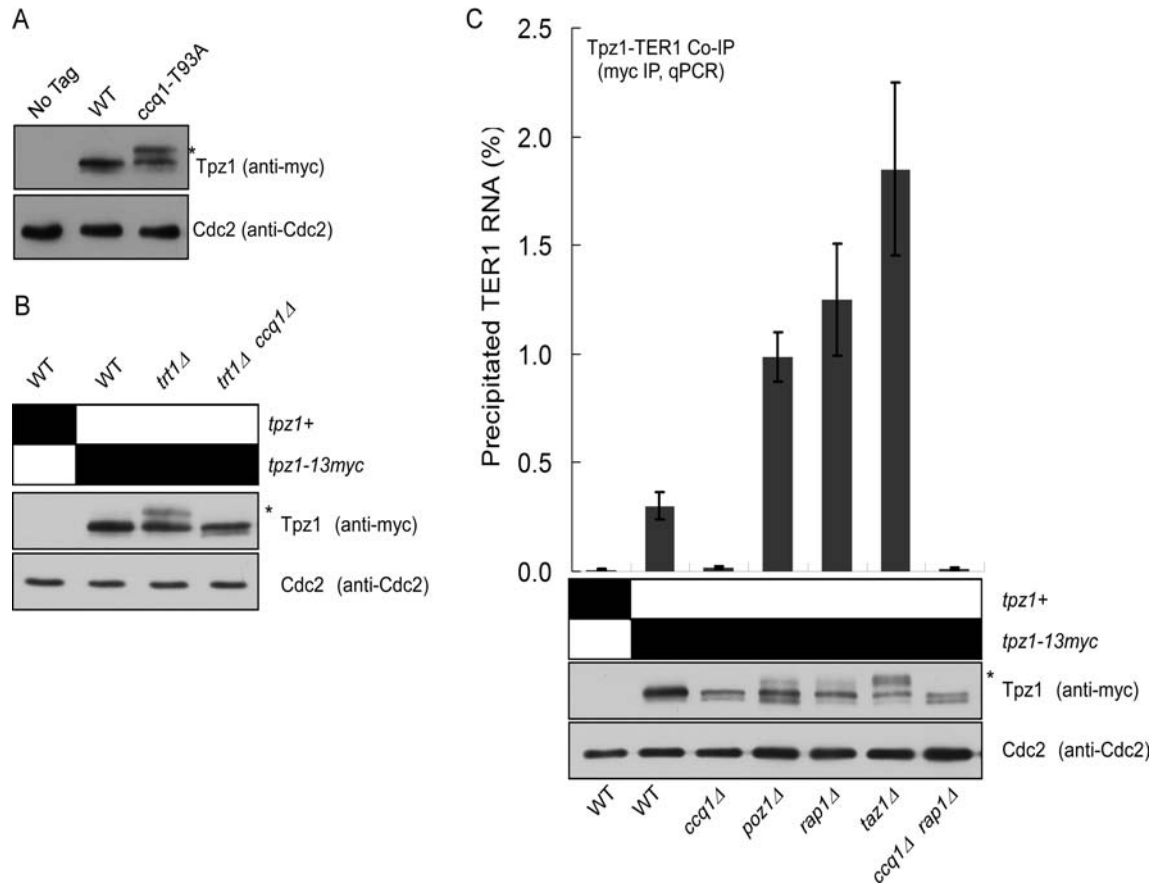 A
No Tag
WT
ccq1-T93A
*
Tpz1 (anti-myc)
Cdc2 (anti-Cdc2)
B
WT
WT
trt1Δ
trt1Δ ccq1Δ
tpz1+
tpz1-13myc
*
Tpz1 (anti-myc)
Cdc2 (anti-Cdc2)
C
Tpz1-TER1 Co-IP
(myc IP, qPCR)
Precipitated TER1 RNA (%)
2.5
2.0
1.5
1.0
0.5
0.0
tpz1+
tpz1-13myc
*
Tpz1 (anti-myc)
Cdc2 (anti-Cdc2)
WT
WT
ccq1Δ
poz1Δ
rap1Δ
taz1Δ
ccq1Δ rap1Δ